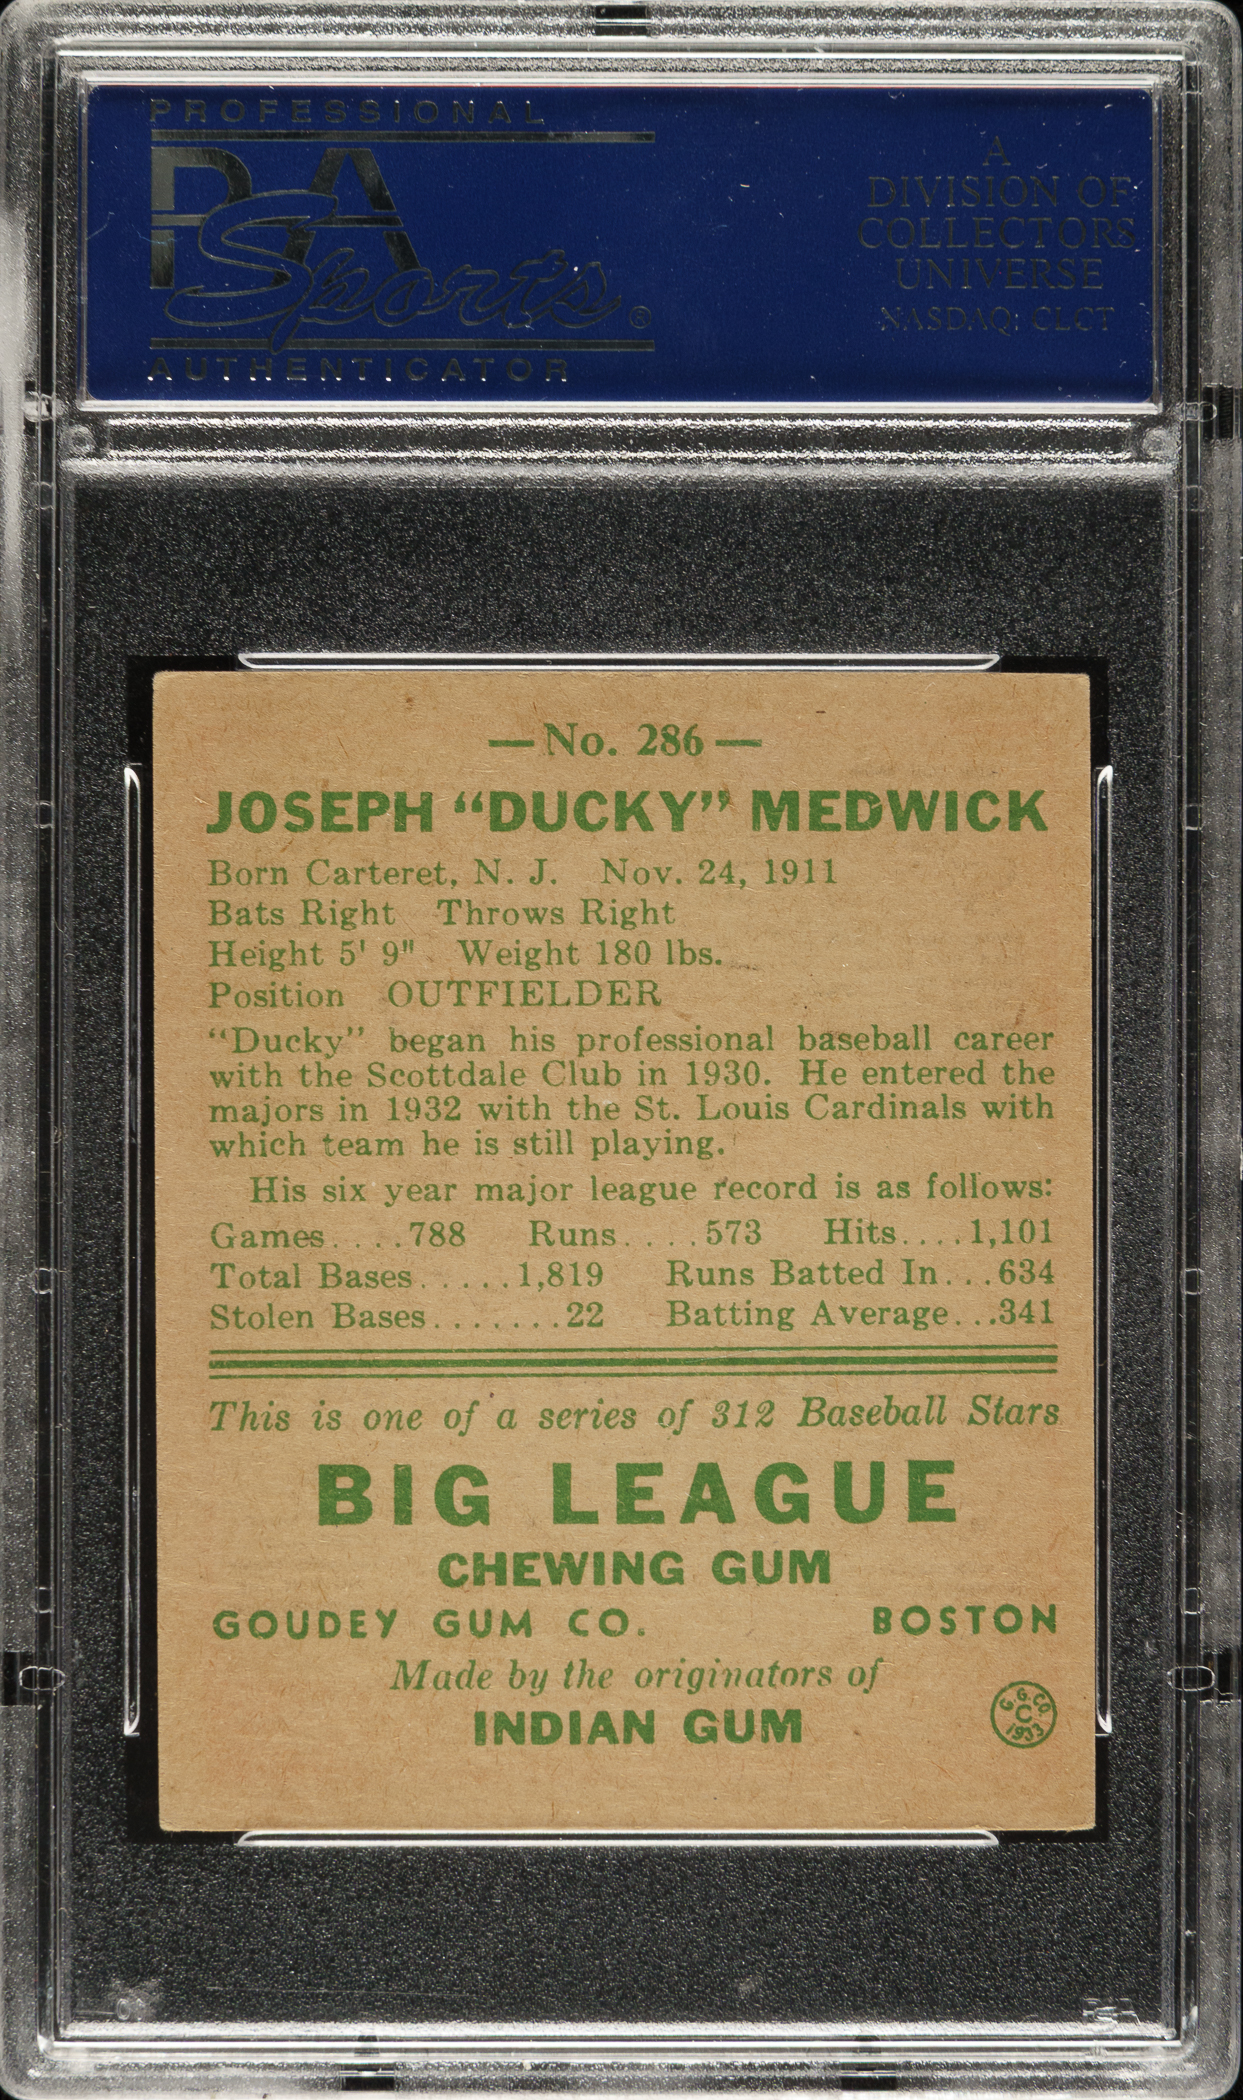 PROFESSIONAL
PSA
Sports®
AUTHENTICATOR
A
DIVISION OF
COLLECTORS
UNIVERSE
NASDAQ: CLCT
— No. 286 —
JOSEPH “DUCKY” MEDWICK
Born Carteret, N. J. Nov. 24, 1911
Bats Right Throws Right
Height 5' 9" Weight 180 lbs.
Position OUTFIELDER
“Ducky” began his professional baseball career
with the Scottdale Club in 1930. He entered the
majors in 1932 with the St. Louis Cardinals with
which team he is still playing.
His six year major league record is as follows:
Games....788 Runs....573 Hits....1,101
Total Bases......1,819 Runs Batted In...634
Stolen Bases.......22 Batting Average...341
This is one of a series of 312 Baseball Stars
BIG LEAGUE
CHEWING GUM
GOUDEY GUM CO. BOSTON
Made by the originators of
INDIAN GUM
G. G. CO.
C
1933
PSA